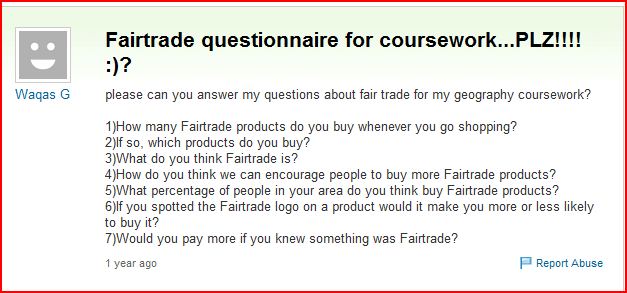 Fairtrade questionnaire for coursework...PLZ!!!!
:)?
Waqas G
please can you answer my questions about fair trade for my geography coursework?
1)How many Fairtrade products do you buy whenever you go shopping?
2)If so, which products do you buy?
3)What do you think Fairtrade is?
4)How do you think we can encourage people to buy more Fairtrade products?
5)What percentage of people in your area do you think buy Fairtrade products?
6)If you spotted the Fairtrade logo on a product would it make you more or less likely
to buy it?
7)Would you pay more if you knew something was Fairtrade?
1 year ago
Report Abuse